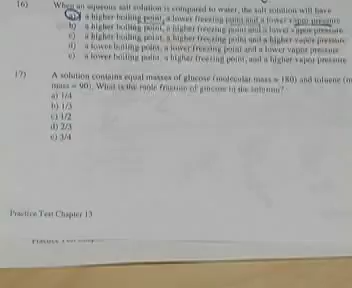 16) When an aqueous salt solution is compared to water, the salt solution will have
a) a higher boiling point, a lower freezing point and a lower vapor pressure
b) a higher boiling point, a higher freezing point and a lower vapor pressure
c) a higher boiling point, a higher freezing point and a higher vapor pressure
d) a lower boiling point, a lower freezing point and a lower vapor pressure
e) a lower boiling point, a higher freezing point, and a higher vapor pressure
17) A solution contains equal masses of glucose (molecular mass = 180) and toluene (m
mass = 90). What is the mole fraction of glucose in the solution?
a) 1/4
b) 1/3
c) 1/2
d) 2/3
e) 3/4
Practice Test Chapter 13